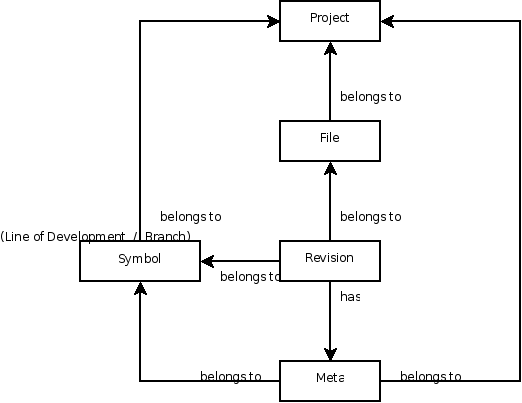 Project
belongs to
File
belongs to
belongs to
(Line of Development / Branch)
Symbol
Revision
belongs to
has
belongs to
Meta
belongs to